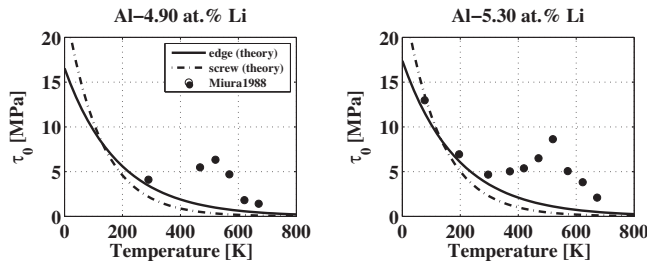 Al−4.90 at.% Li
20
15
10
5
0
τ0 [MPa]
edge (theory)
screw (theory)
Miura1988
0 200 400 600 800
Temperature [K]
Al−5.30 at.% Li
20
15
10
5
0
τ0 [MPa]
0 200 400 600 800
Temperature [K]